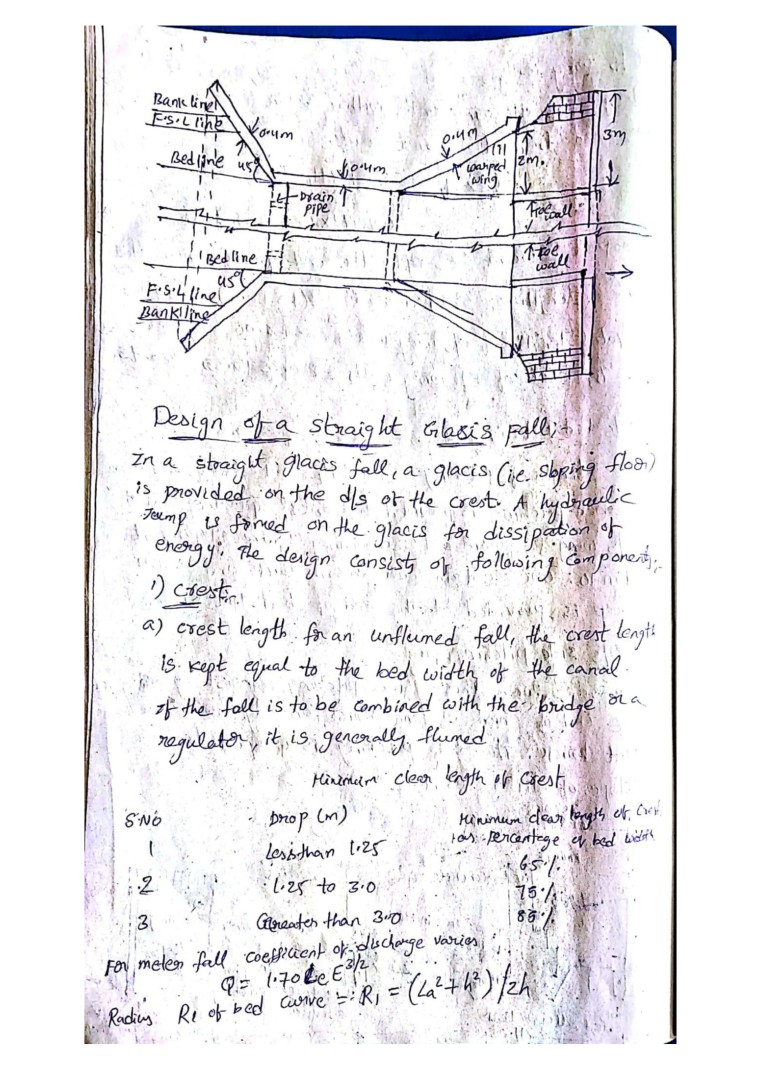 Bank line
F.S.L line
0.4m
Bed line
45°
0.4m
0.4m
1:1
warped
wing
2m.
3m
Drain
pipe
Toe wall
Toe
wall
Bed line
45°
F.S.L line
Bank line
Design of a straight Glasis fall:-
In a straight glacis fall, a glacis (i.e. sloping floor)
is provided on the d/s of the crest. A hydraulic
Jump is formed on the glacis for dissipation of
energy. The design consists of following components:-
1) crest:-
a) crest length for an unflumed fall, the crest length
is kept equal to the bed width of the canal.
If the fall is to be combined with the bridge or a
regulator, it is generally flumed
Minimum clear length of crest
S.NO Drop (m) Minimum clear length of Crest
as percentage of bed width
1 Less than 1.25 65%
2 1.25 to 3.0 75%
3 Greater than 3.0 85%
For meter fall coefficient of discharge varies
Q = 1.70 Le E^3/2
Radius R1 of bed curve = R1 = (La²+h²)/2h